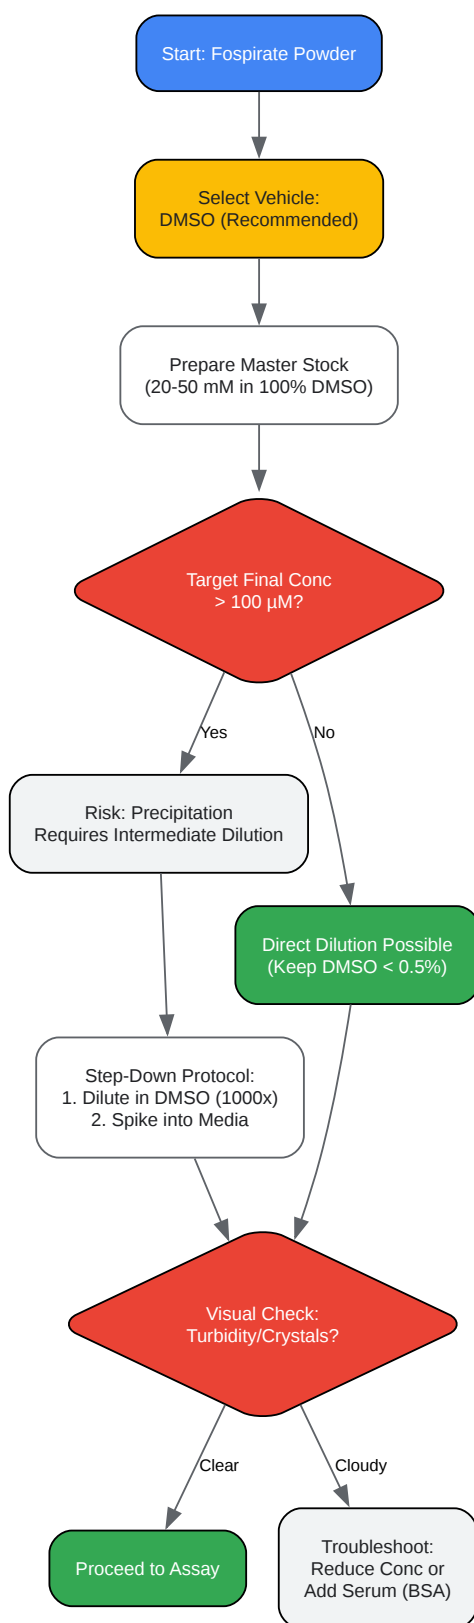 Start: Fospirate Powder
Select Vehicle:
DMSO (Recommended)
Prepare Master Stock
(20-50 mM in 100% DMSO)
Target Final Conc
> 100 µM?
Yes
No
Risk: Precipitation
Requires Intermediate Dilution
Direct Dilution Possible
(Keep DMSO < 0.5%)
Step-Down Protocol:
1. Dilute in DMSO (1000x)
2. Spike into Media
Visual Check:
Turbidity/Crystals?
Clear
Cloudy
Proceed to Assay
Troubleshoot:
Reduce Conc or
Add Serum (BSA)